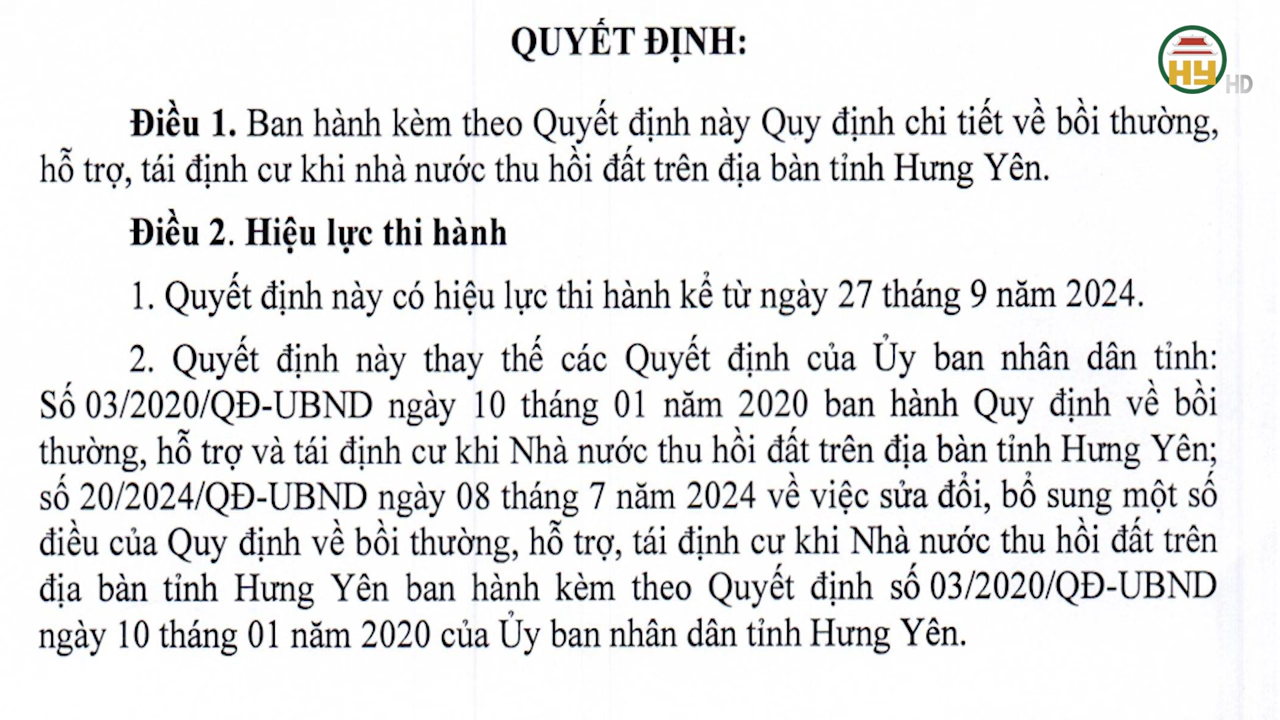 QUYẾT ĐỊNH:
HY HD
Điều 1. Ban hành kèm theo Quyết định này Quy định chi tiết về bồi thường,
hỗ trợ, tái định cư khi nhà nước thu hồi đất trên địa bàn tỉnh Hưng Yên.
Điều 2. Hiệu lực thi hành
1. Quyết định này có hiệu lực thi hành kể từ ngày 27 tháng 9 năm 2024.
2. Quyết định này thay thế các Quyết định của Ủy ban nhân dân tỉnh:
Số 03/2020/QĐ-UBND ngày 10 tháng 01 năm 2020 ban hành Quy định về bồi
thường, hỗ trợ và tái định cư khi Nhà nước thu hồi đất trên địa bàn tỉnh Hưng Yên;
số 20/2024/QĐ-UBND ngày 08 tháng 7 năm 2024 về việc sửa đổi, bổ sung một số
điều của Quy định về bồi thường, hỗ trợ, tái định cư khi Nhà nước thu hồi đất trên
địa bàn tỉnh Hưng Yên ban hành kèm theo Quyết định số 03/2020/QĐ-UBND
ngày 10 tháng 01 năm 2020 của Ủy ban nhân dân tỉnh Hưng Yên.